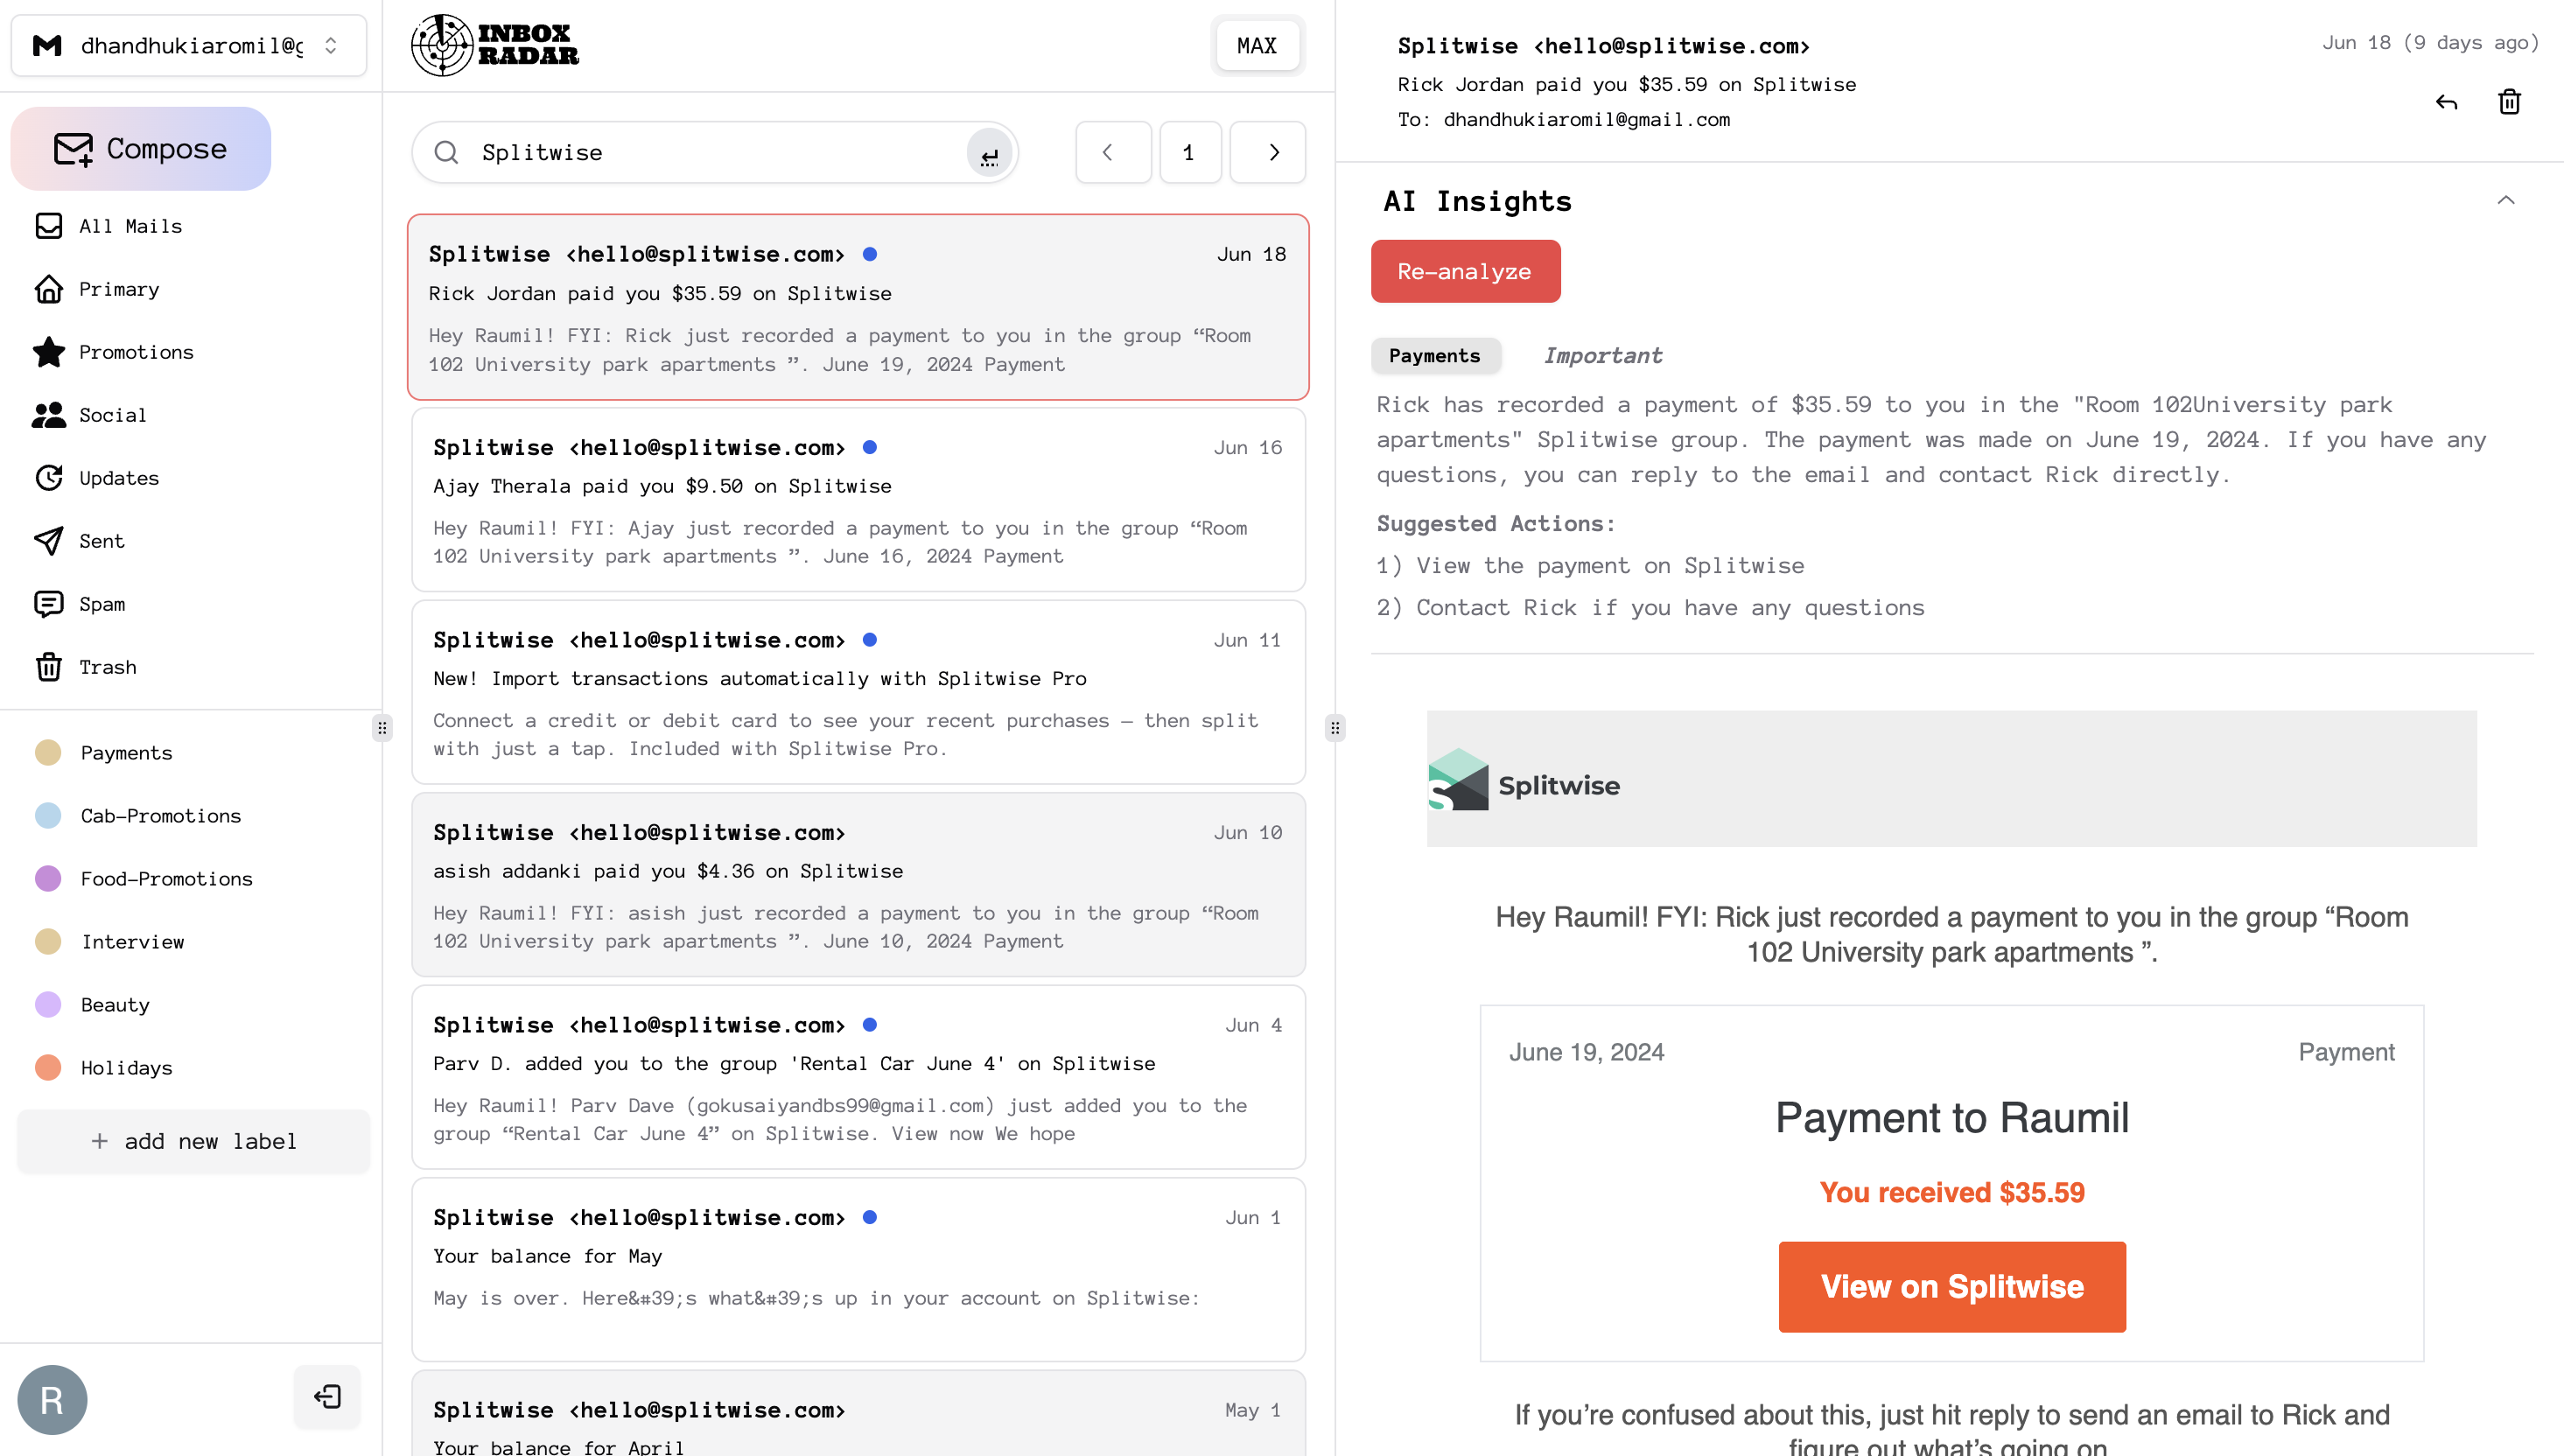 dhandhukiaromil@g
Compose
All Mails
Primary
Promotions
Social
Updates
Sent
Spam
Trash
Payments
Cab-Promotions
Food-Promotions
Interview
Beauty
Holidays
+ add new label
R
INBOX
RADAR
MAX
Splitwise
1
Splitwise <hello@splitwise.com>
Jun 18
Rick Jordan paid you $35.59 on Splitwise
Hey Raumil! FYI: Rick just recorded a payment to you in the group “Room
102 University park apartments ”. June 19, 2024 Payment
Splitwise <hello@splitwise.com>
Jun 16
Ajay Therala paid you $9.50 on Splitwise
Hey Raumil! FYI: Ajay just recorded a payment to you in the group “Room
102 University park apartments ”. June 16, 2024 Payment
Splitwise <hello@splitwise.com>
Jun 11
New! Import transactions automatically with Splitwise Pro
Connect a credit or debit card to see your recent purchases – then split
with just a tap. Included with Splitwise Pro.
Splitwise <hello@splitwise.com>
Jun 10
asish addanki paid you $4.36 on Splitwise
Hey Raumil! FYI: asish just recorded a payment to you in the group “Room
102 University park apartments ”. June 10, 2024 Payment
Splitwise <hello@splitwise.com>
Jun 4
Parv D. added you to the group 'Rental Car June 4' on Splitwise
Hey Raumil! Parv Dave (gokusaiyandbs99@gmail.com) just added you to the
group “Rental Car June 4” on Splitwise. View now We hope
Splitwise <hello@splitwise.com>
Jun 1
Your balance for May
May is over. Here&#39;s what&#39;s up in your account on Splitwise:
Splitwise <hello@splitwise.com>
May 1
Your balance for April
Splitwise <hello@splitwise.com>
Jun 18 (9 days ago)
Rick Jordan paid you $35.59 on Splitwise
To: dhandhukiaromil@gmail.com
AI Insights
Re-analyze
Payments
Important
Rick has recorded a payment of $35.59 to you in the "Room 102University park
apartments" Splitwise group. The payment was made on June 19, 2024. If you have any
questions, you can reply to the email and contact Rick directly.
Suggested Actions:
1) View the payment on Splitwise
2) Contact Rick if you have any questions
Splitwise
Hey Raumil! FYI: Rick just recorded a payment to you in the group “Room
102 University park apartments ”.
June 19, 2024
Payment
Payment to Raumil
You received $35.59
View on Splitwise
If you’re confused about this, just hit reply to send an email to Rick and
figure out what’s going on